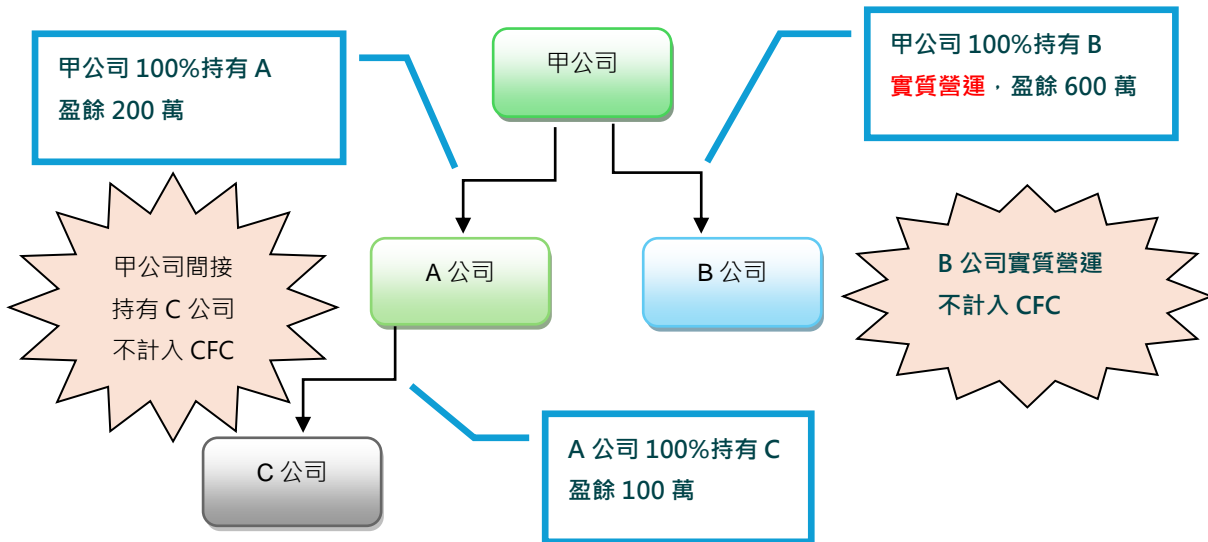 甲公司 100%持有 A
盈餘 200 萬
甲公司
甲公司 100%持有 B
實質營運，盈餘 600 萬
甲公司間接
持有 C 公司
不計入 CFC
A 公司
B 公司
B 公司實質營運
不計入 CFC
C 公司
A 公司 100%持有 C
盈餘 100 萬